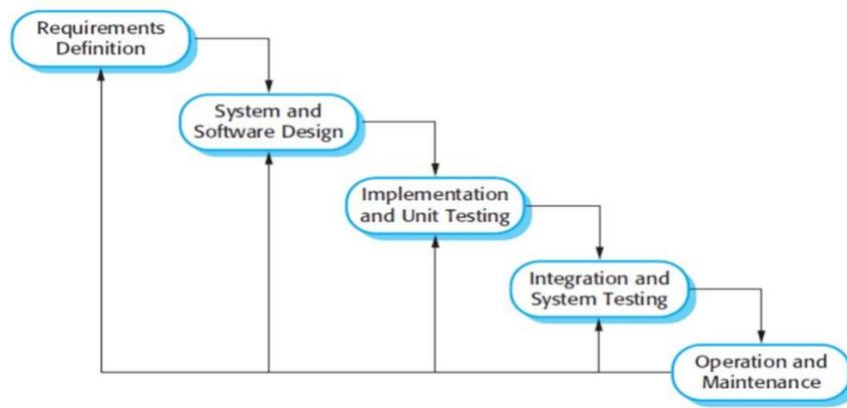 Requirements
Definition
System and
Software Design
Implementation
and Unit Testing
Integration and
System Testing
Operation and
Maintenance